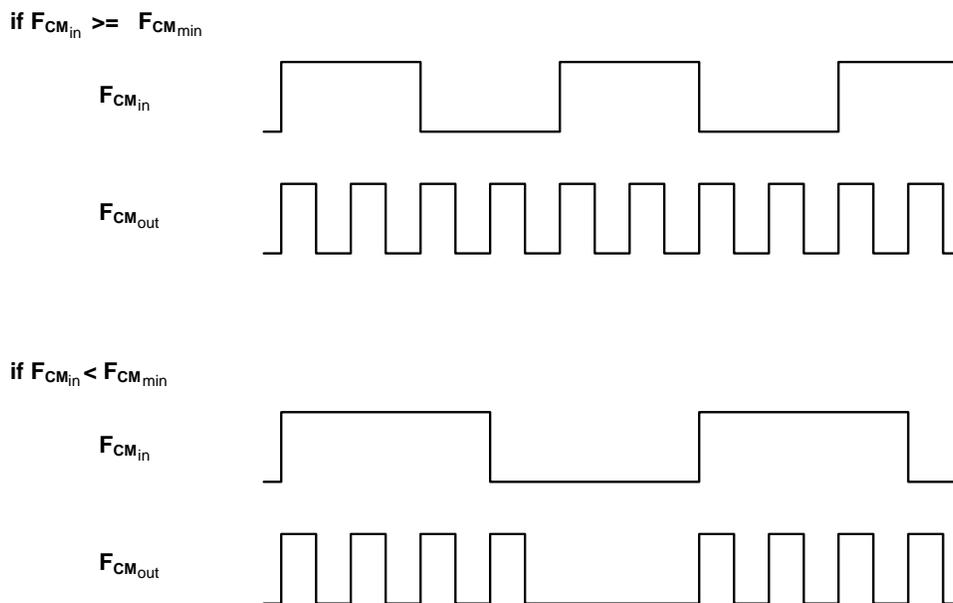 if FCMin >= FCMmin
FCMin
FCMout
if FCMin < FCMmin
FCMin
FCMout